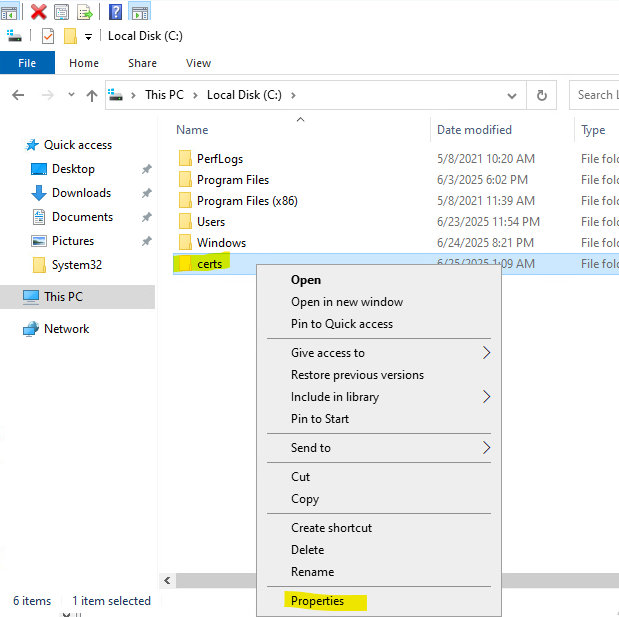 Local Disk (C:)
File Home Share View
This PC Local Disk (C:) Search L
Name Date modified Type
Quick access
Desktop
Downloads
Documents
Pictures
System32
This PC
Network
PerfLogs 5/8/2021 10:20 AM File fol
Program Files 6/3/2025 6:02 PM File fol
Program Files (x86) 5/8/2021 11:39 AM File fol
Users 6/23/2025 11:54 PM File fol
Windows 6/24/2025 8:21 PM File fol
certs 6/25/2025 1:09 AM File fol
Open
Open in new window
Pin to Quick access
Give access to
Restore previous versions
Include in library
Pin to Start
Send to
Cut
Copy
Create shortcut
Delete
Rename
Properties
6 items 1 item selected